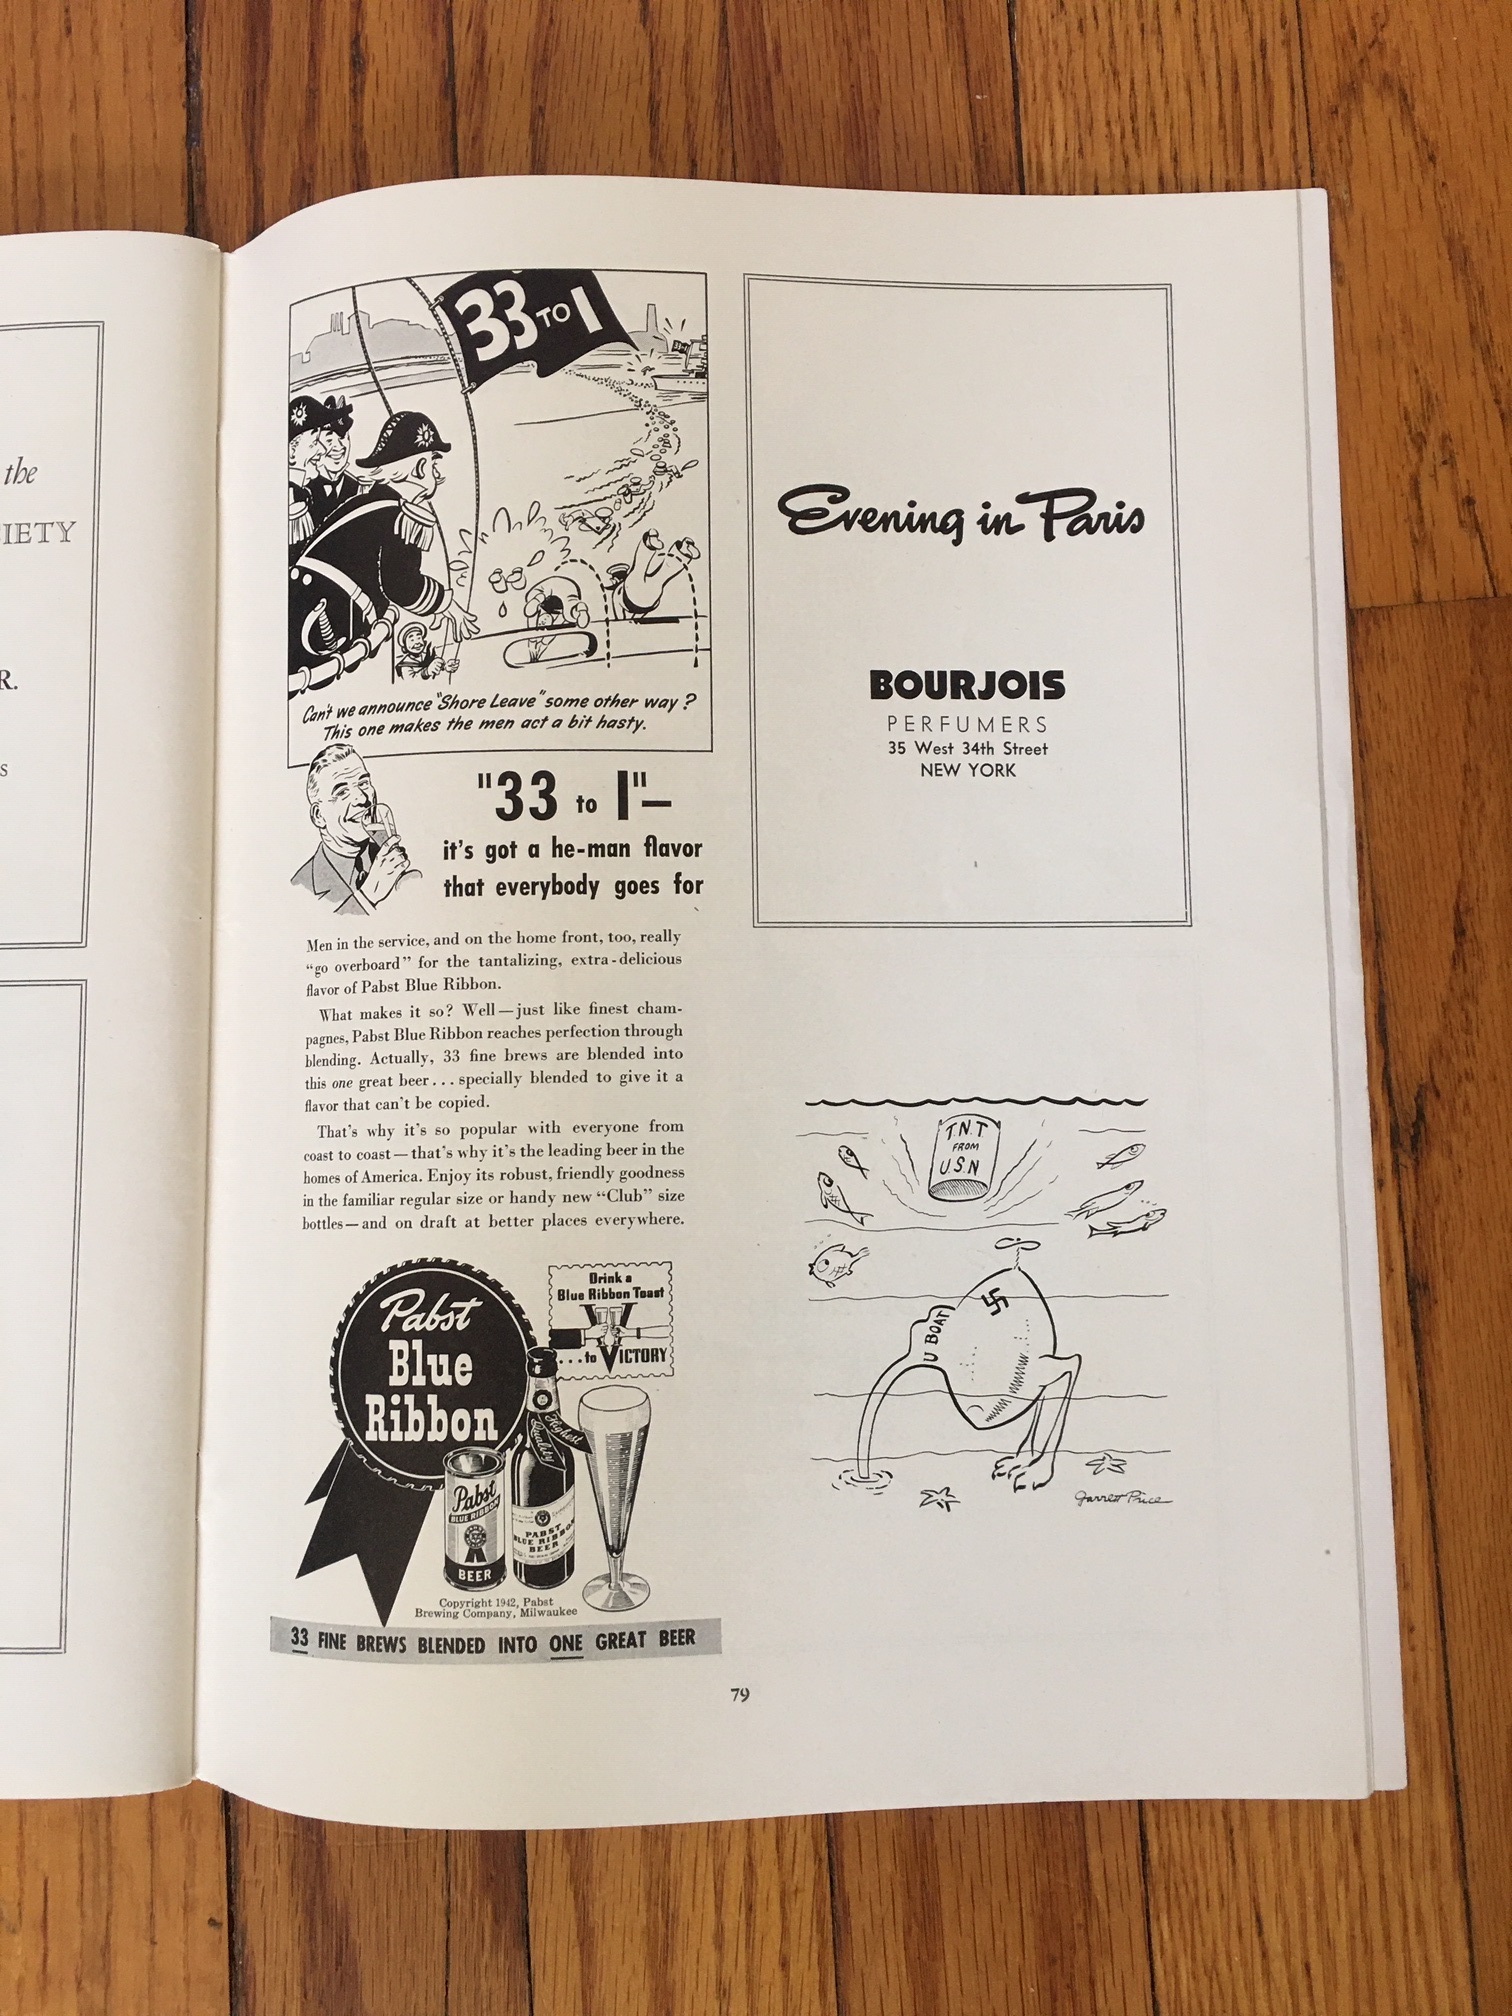 the
IETY
R.
s
33 TO 1
Can't we announce "Shore Leave" some other way?
This one makes the men act a bit hasty.
"33 to 1"—
it's got a he-man flavor
that everybody goes for
Men in the service, and on the home front, too, really
"go overboard" for the tantalizing, extra-delicious
flavor of Pabst Blue Ribbon.
What makes it so? Well—just like finest cham-
pagnes, Pabst Blue Ribbon reaches perfection through
blending. Actually, 33 fine brews are blended into
this one great beer... specially blended to give it a
flavor that can't be copied.
That's why it's so popular with everyone from
coast to coast—that's why it's the leading beer in the
homes of America. Enjoy its robust, friendly goodness
in the familiar regular size or handy new "Club" size
bottles—and on draft at better places everywhere.
Pabst
Blue
Ribbon
Drink a
Blue Ribbon Toast
...to VICTORY
Highest
Quality
Pabst
BLUE RIBBON
BEER
PABST
BLUE RIBBON
BEER
Copyright 1942, Pabst
Brewing Company, Milwaukee
33 FINE BREWS BLENDED INTO ONE GREAT BEER
Evening in Paris
BOURJOIS
PERFUMERS
35 West 34th Street
NEW YORK
T.N.T
FROM
U.S.N
U BOAT
Garrett Price
79